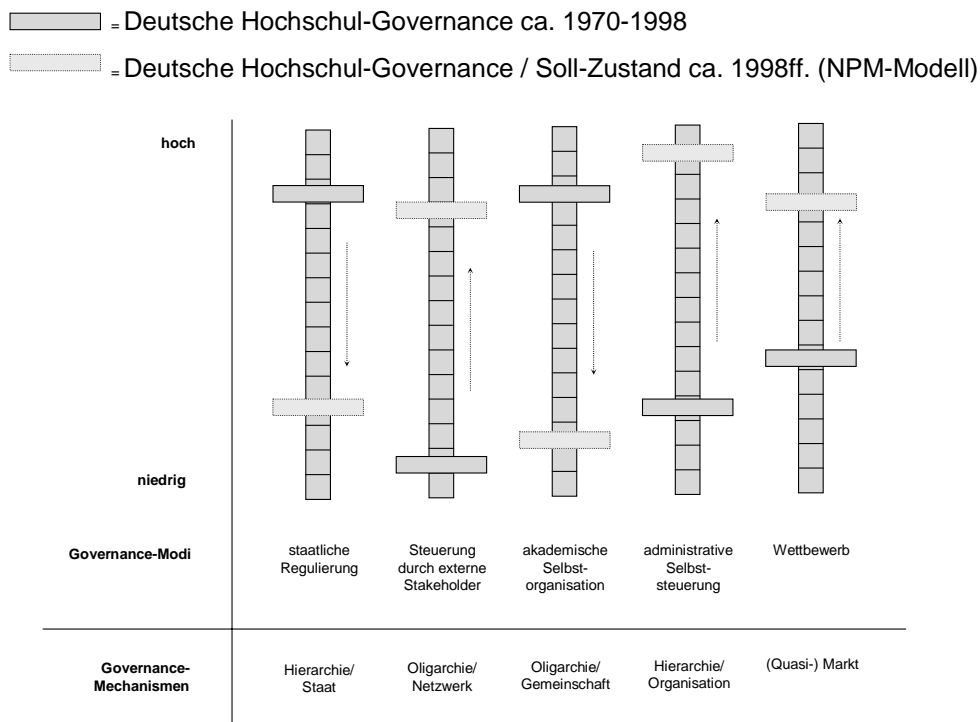 = Deutsche Hochschul-Governance ca. 1970-1998
= Deutsche Hochschul-Governance / Soll-Zustand ca. 1998ff. (NPM-Modell)
hoch
niedrig
Governance-Modi
staatliche
Regulierung
Steuerung
durch externe
Stakeholder
akademische
Selbst-
organisation
administrative
Selbst-
steuerung
Wettbewerb
Governance-
Mechanismen
Hierarchie/
Staat
Oligarchie/
Netzwerk
Oligarchie/
Gemeinschaft
Hierarchie/
Organisation
(Quasi-) Markt